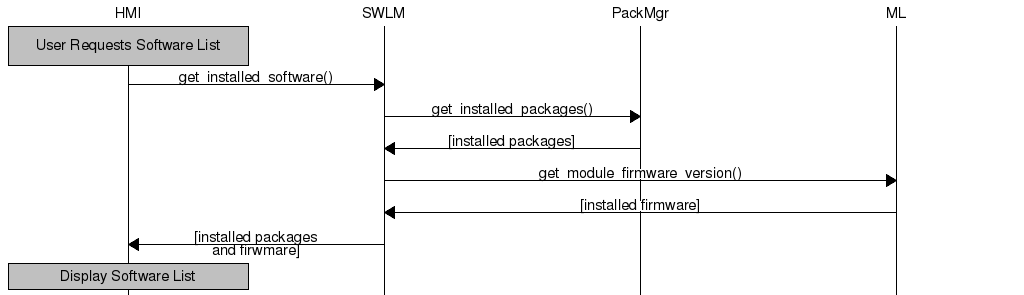 HMI SWLM PackMgr ML
User Requests Software List
get_installed_software()
get_installed_packages()
[installed packages]
get_module_firmware_version()
[installed firmware]
[installed packages
and firwmare]
Display Software List